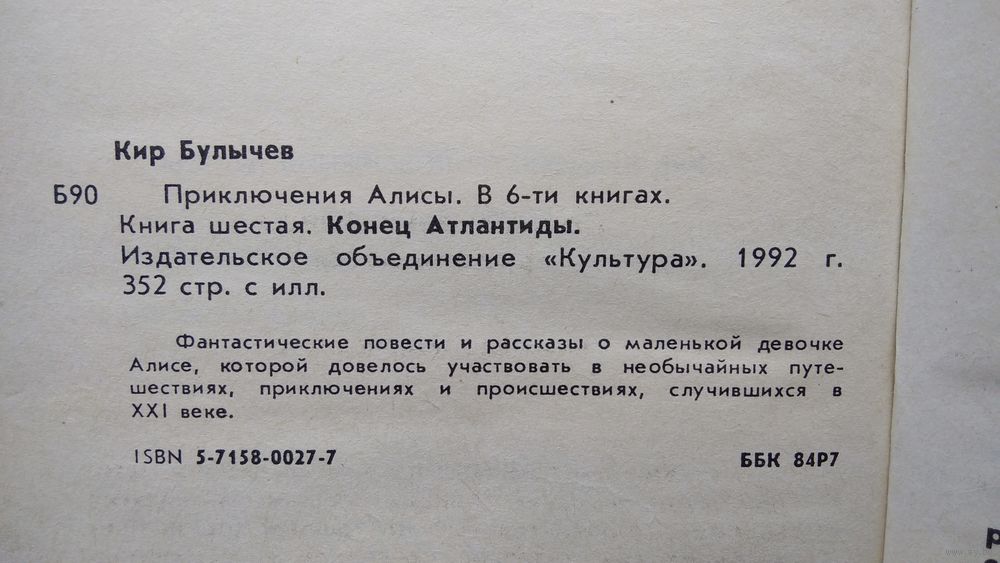 Кир Булычев
Б90 Приключения Алисы. В 6-ти книгах.
Книга шестая. Конец Атлантиды.
Издательское объединение «Культура». 1992 г.
352 стр. с илл.
Фантастические повести и рассказы о маленькой девочке
Алисе, которой довелось участвовать в необычайных путе-
шествиях, приключениях и происшествиях, случившихся в
XXI веке.
ISBN 5-7158-0027-7
ББК 84Р7